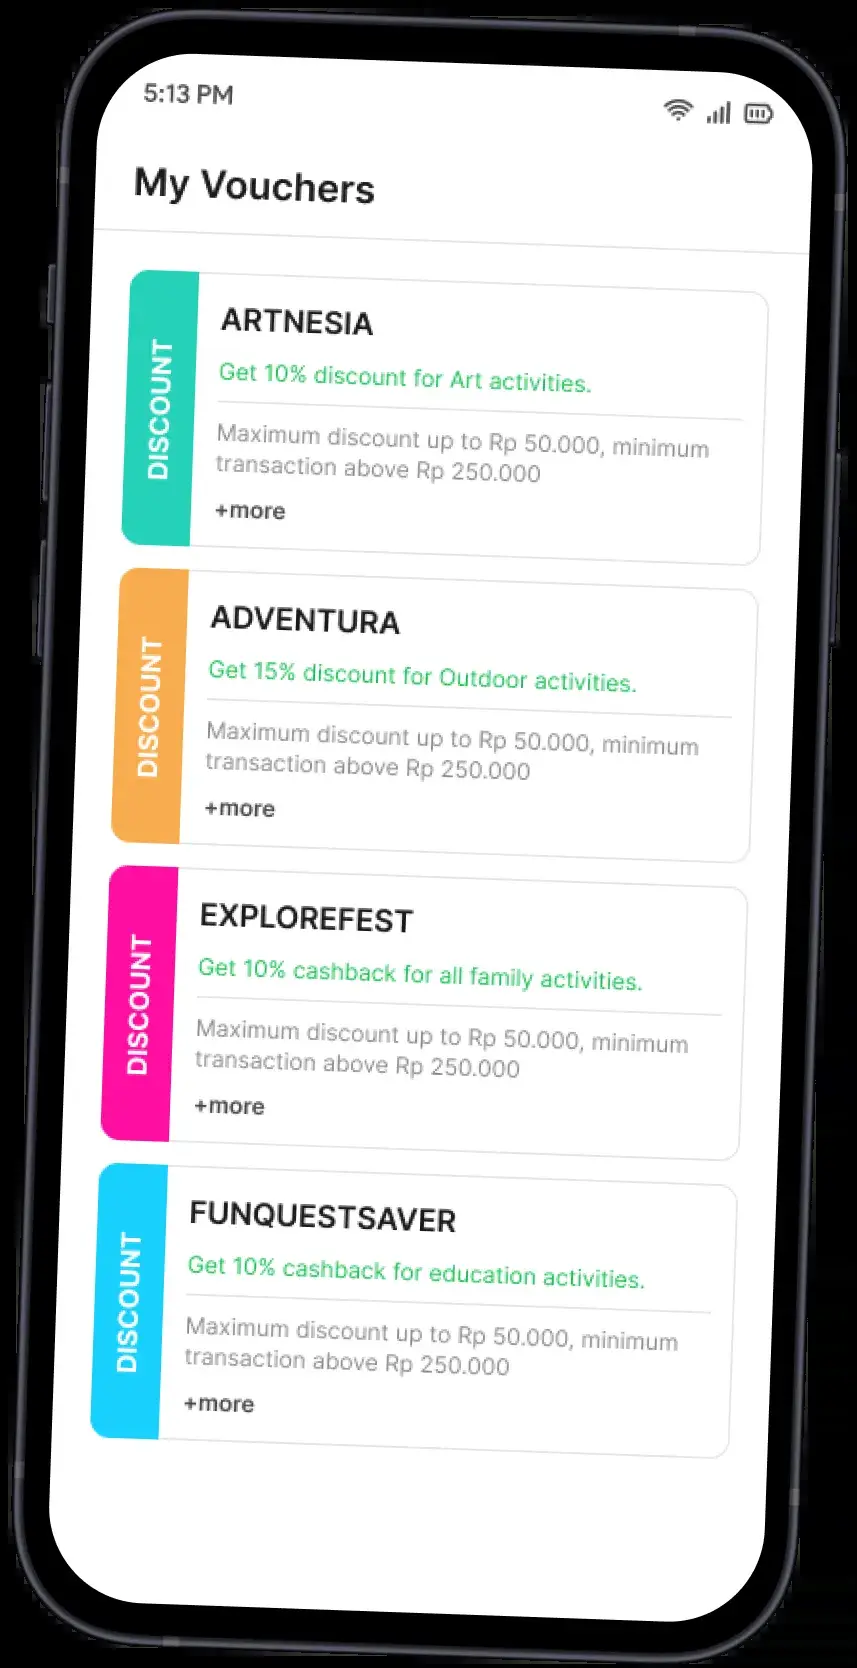 5:13 PM
My Vouchers
DISCOUNT
ARTNESIA
Get 10% discount for Art activities.
Maximum discount up to Rp 50.000, minimum
transaction above Rp 250.000
+more
DISCOUNT
ADVENTURA
Get 15% discount for Outdoor activities.
Maximum discount up to Rp 50.000, minimum
transaction above Rp 250.000
+more
DISCOUNT
EXPLOREFEST
Get 10% cashback for all family activities.
Maximum discount up to Rp 50.000, minimum
transaction above Rp 250.000
+more
DISCOUNT
FUNQUESTSAVER
Get 10% cashback for education activities.
Maximum discount up to Rp 50.000, minimum
transaction above Rp 250.000
+more